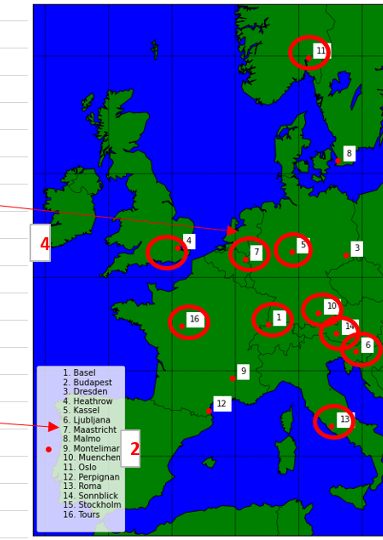 11
8
4
7
5
3
10
14
16
1
6
9
12
13
4
2
1. Basel
2. Budapest
3. Dresden
4. Heathrow
5. Kassel
6. Ljubljana
7. Maastricht
8. Malmo
9. Montelimar
10. Muenchen
11. Oslo
12. Perpignan
13. Roma
14. Sonnblick
15. Stockholm
16. Tours